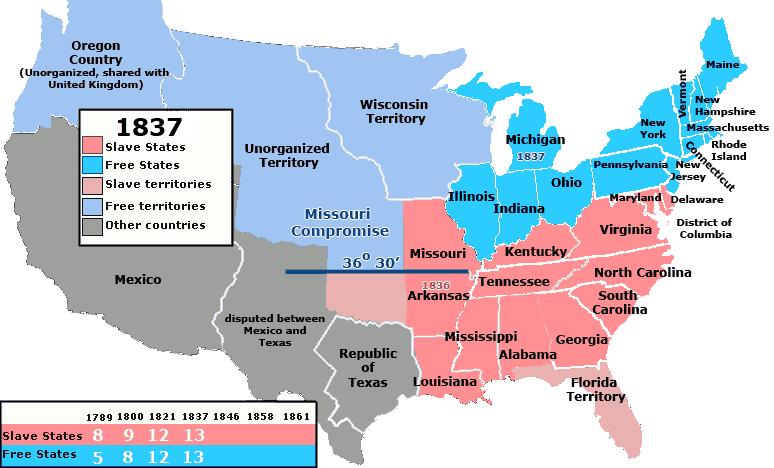 Oregon
Country
(Unorganized, shared with
United Kingdom)
1837
Slave States
Free States
Slave territories
Free territories
Other countries
Unorganized
Territory
Wisconsin
Territory
Michigan
1837
Maine
Vermont
New
Hampshire
New
York
Massachusetts
Rhode
Island
Connecticut
Pennsylvania
New
Jersey
Illinois
Indiana
Ohio
Maryland
Delaware
District of
Columbia
Missouri
Compromise
36º 30′
Missouri
Kentucky
Virginia
Mexico
1836
Arkansas
Tennessee
North Carolina
South
Carolina
disputed between
Mexico and
Texas
Republic
of
Texas
Mississippi
Alabama
Georgia
Louisiana
Florida
Territory
1789 1800 1821 1837 1846 1858 1861
Slave States 8 9 12 13
Free States 5 8 12 13